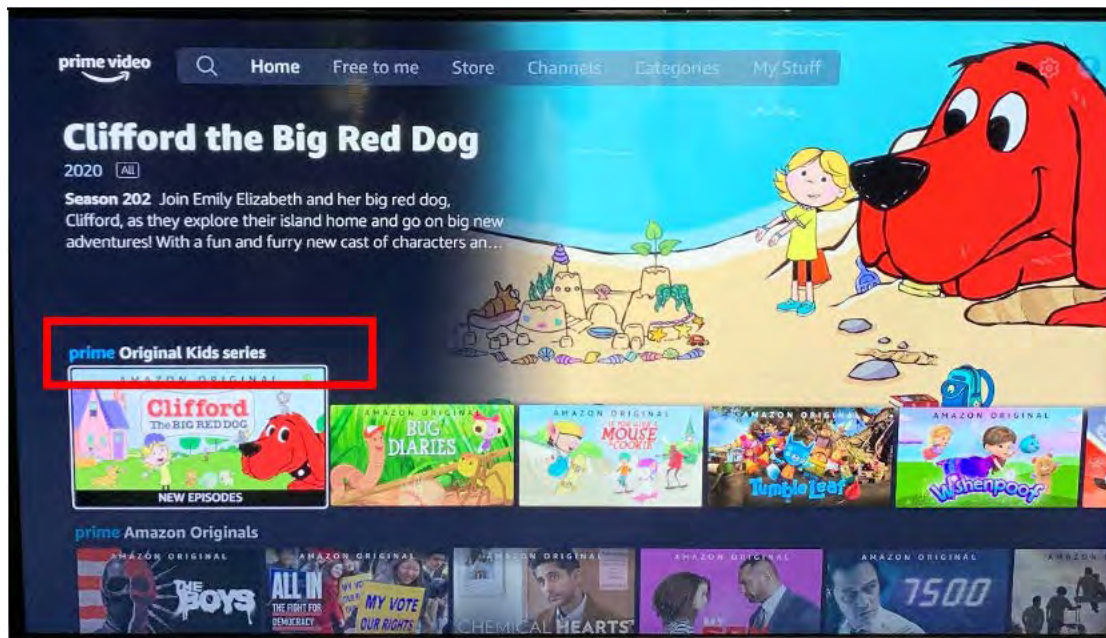 prime video
Home Free to me Store Channels Categories My Stuff
Clifford the Big Red Dog
2020 All
Season 202 Join Emily Elizabeth and her big red dog,
Clifford, as they explore their island home and go on big new
adventures! With a fun and furry new cast of characters an...
prime Original Kids series
AMAZON ORIGINAL
Clifford
The BIG RED DOG
NEW EPISODES
AMAZON ORIGINAL
BUG
DIARIES
AMAZON ORIGINAL
IF YOU GIVE A
MOUSE
A COOKIE
AMAZON ORIGINAL
Tumble Leaf
AMAZON ORIGINAL
Wishenpoof
prime Amazon Originals
AMAZON ORIGINAL
THE
BOYS
AMAZON ORIGINAL
ALL IN
THE FIGHT FOR
DEMOCRACY
MY VOTE
OUR RIGHTS
AMAZON ORIGINAL
CHEMICAL HEARTS
AMAZON ORIGINAL
AMAZON ORIGINAL
7500